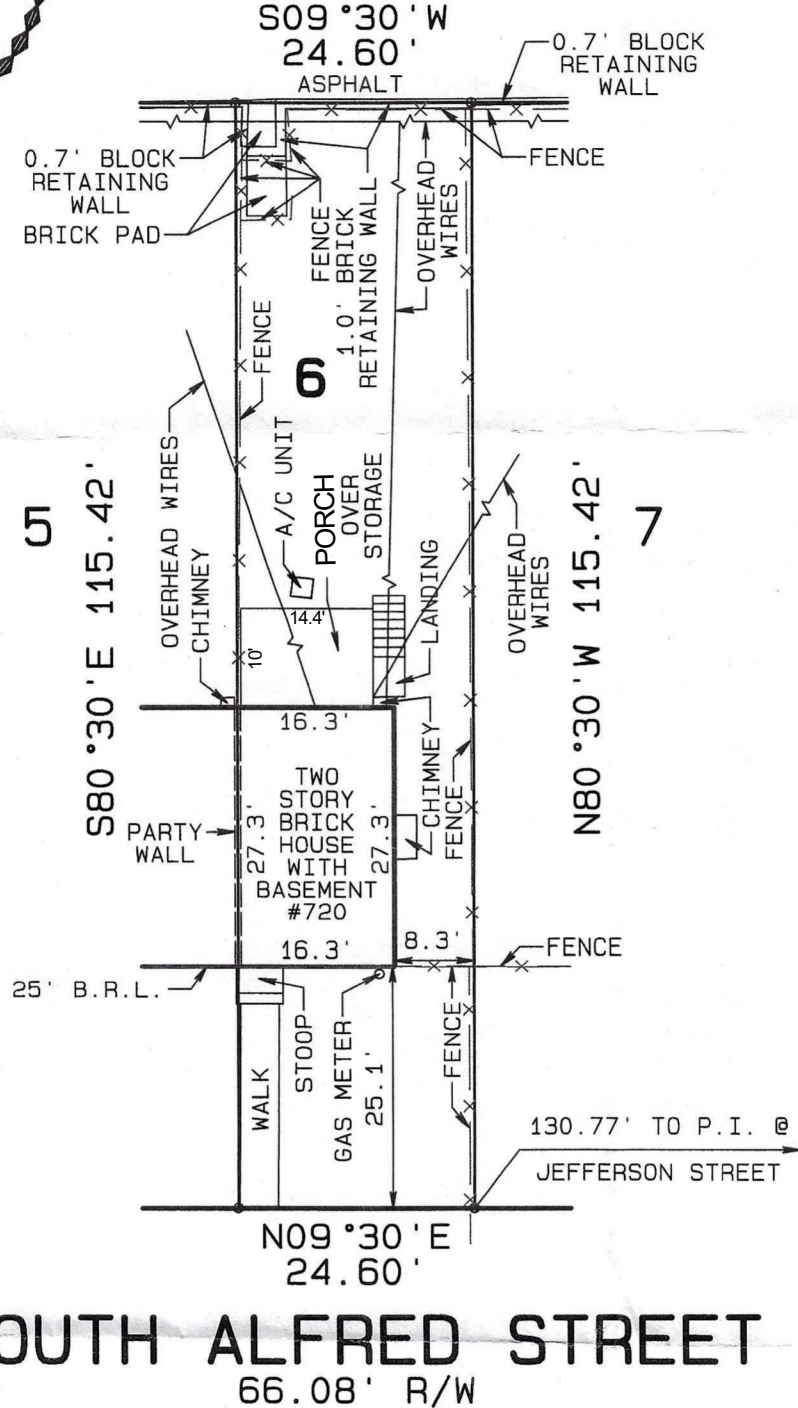 S09°30'W
24.60'
ASPHALT
0.7' BLOCK
RETAINING
WALL
0.7' BLOCK
RETAINING
WALL
BRICK PAD
FENCE
FENCE
1.0' BRICK
RETAINING WALL
OVERHEAD
WIRES
FENCE
6
OVERHEAD WIRES
A/C UNIT
PORCH
OVER
STORAGE
5
S80°30'E 115.42'
CHIMNEY
LANDING
OVERHEAD
WIRES
N80°30'W 115.42'
7
14.4'
10'
16.3'
TWO
STORY
BRICK
HOUSE
WITH
BASEMENT
#720
27.3'
27.3'
PARTY
WALL
CHIMNEY
FENCE
16.3'
8.3'
FENCE
25' B.R.L.
STOOP
WALK
GAS METER
25.1'
FENCE
130.77' TO P.I. @
JEFFERSON STREET
N09°30'E
24.60'
OUTH ALFRED STREET
66.08' R/W